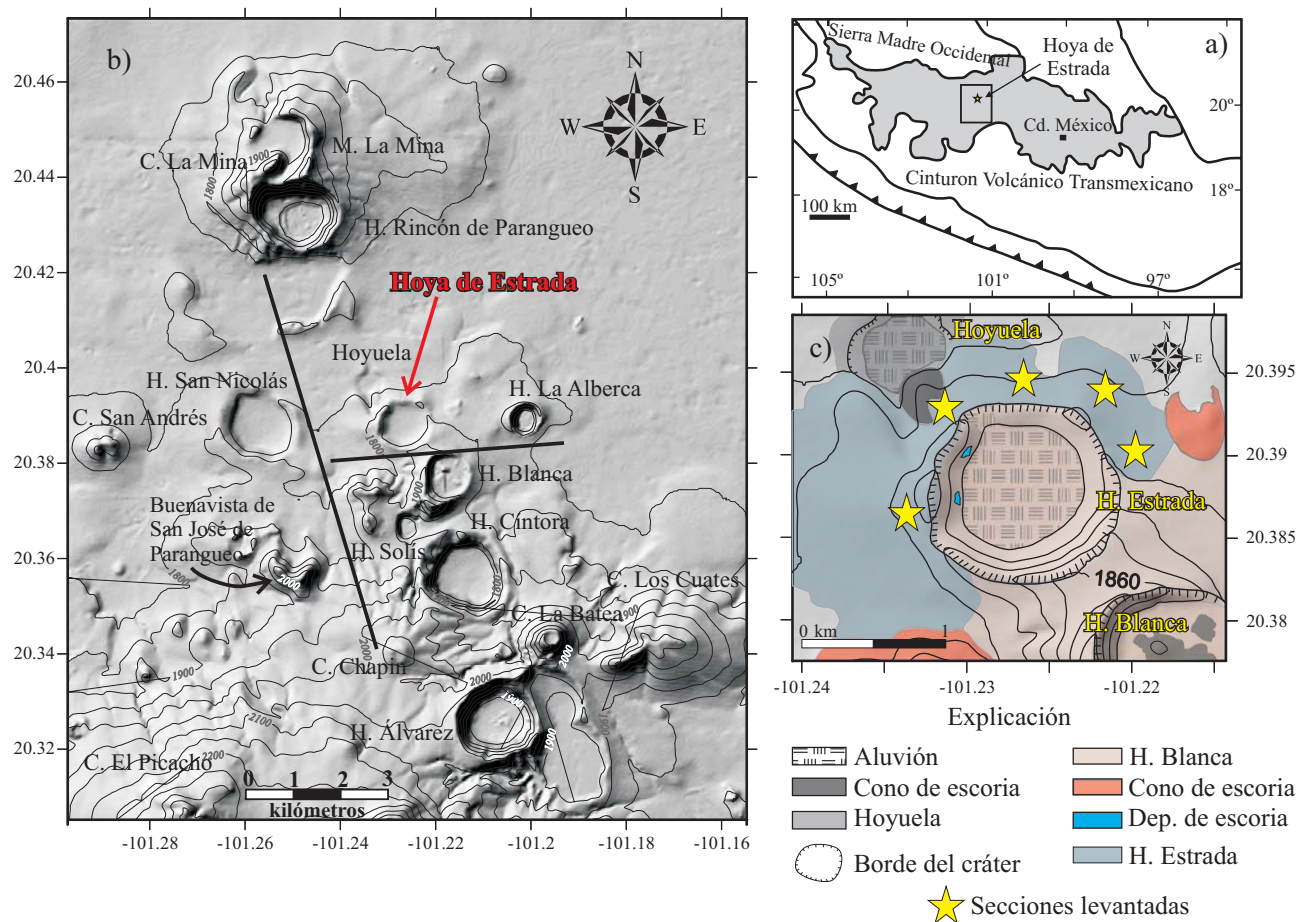 b)
20.46
20.44
20.42
20.4
20.38
20.36
20.34
20.32
-101.28
-101.26
-101.24
-101.22
-101.2
-101.18
-101.16
N
W
E
S
C. La Mina
1900
M. La Mina
1800
H. Rincón de Parangueo
Hoya de
Estrada
Hoyuela
H. San Nicolás
H. La Alberca
C. San Andrés
1800
H. Blanca
1900
Buenavista de
San José de
Parangueo
H. Cíntora
H. Solís
1800
2000
1800
C. Los Cuates
1900
C. La Batea
2000
2000
C. Chapín
1900
2000
1900
1900
2100
H. Álvarez
2200
C. El Picacho
0 1 2 3
kilómetros
a)
Sierra Madre Occidental
Hoya de
Estrada
20º
Cd. México
Cinturon Volcánico Transmexicano
18º
100 km
105º
101º
97º
c)
Hoyuela
N
W
E
S
20.395
20.39
H. Estrada
20.385
1860
H. Blanca
20.38
0 km
1
-101.24
-101.23
-101.22
Explicación
Aluvión
H. Blanca
Cono de escoria
Cono de escoria
Hoyuela
Dep. de escoria
Borde del cráter
H. Estrada
Secciones levantadas